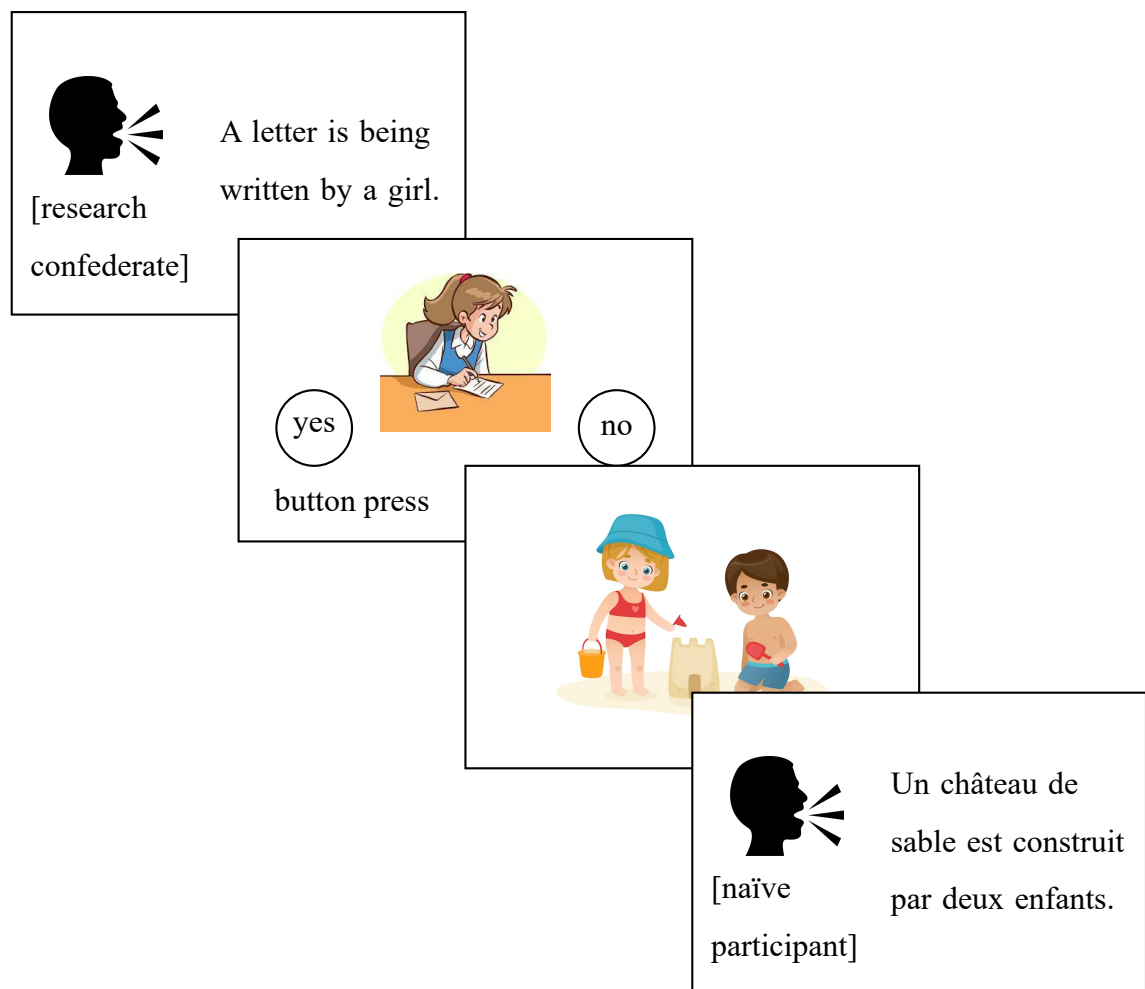 A letter is being
written by a girl.
[research
confederate]
yes
no
button press
Un château de
sable est construit
par deux enfants.
[naïve
participant]